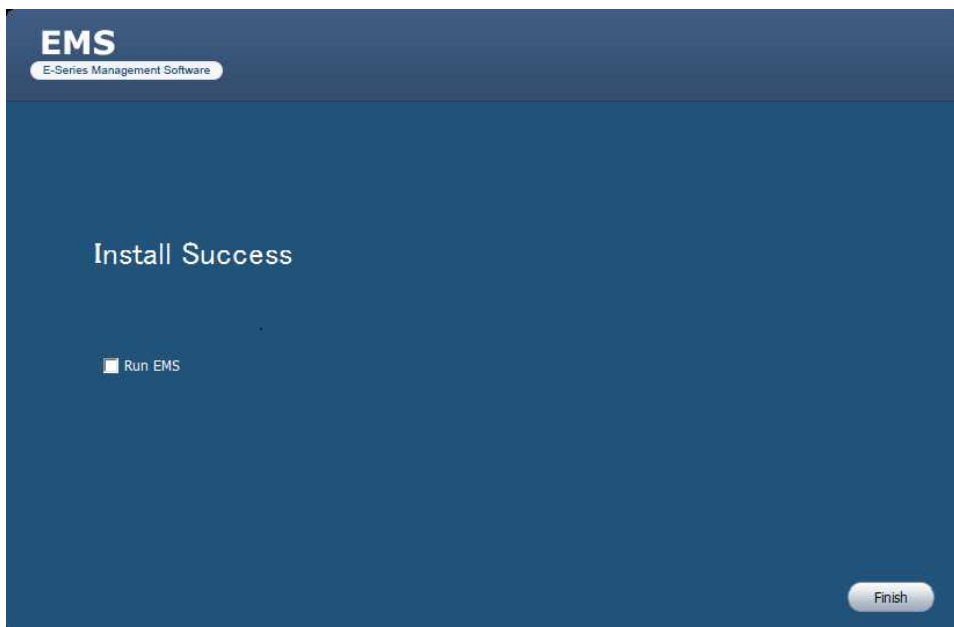 EMS
E-Series Management Software
Install Success
Run EMS
Finish